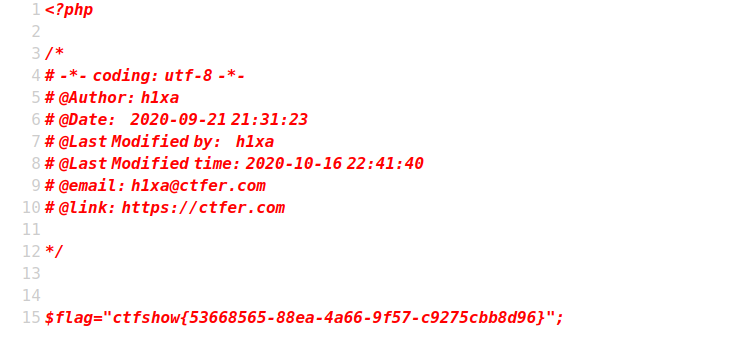 1 <?php
2
3 /*
4 # -*- coding: utf-8 -*-
5 # @Author: h1xa
6 # @Date:   2020-09-21 21:31:23
7 # @Last Modified by:   h1xa
8 # @Last Modified time: 2020-10-16 22:41:40
9 # @email: h1xa@ctfer.com
10 # @link: https://ctfer.com
11
12 */
13
14
15 $flag="ctfshow{53668565-88ea-4a66-9f57-c9275cbb8d96}";